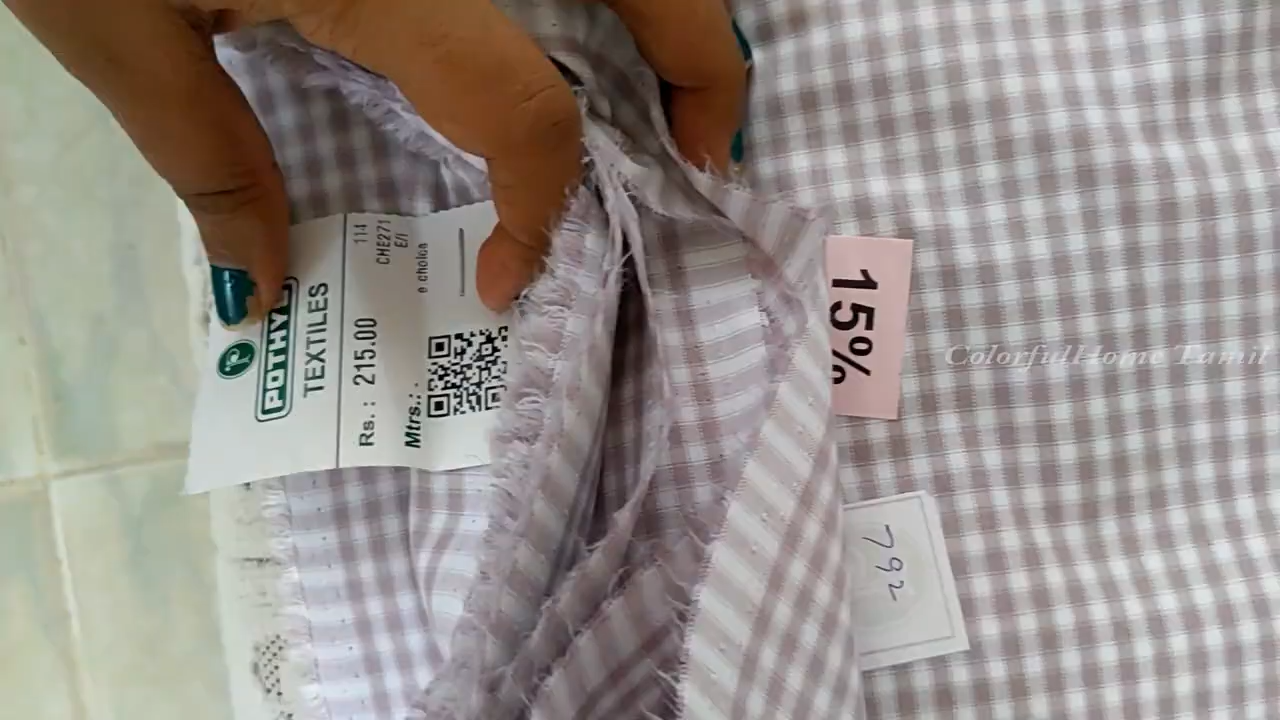 POTHYS
TEXTILES
114
Rs.: 215.00
CHE271
E/I
Mtrs.:
e choice
15%
792
ColorfulHome Tamil